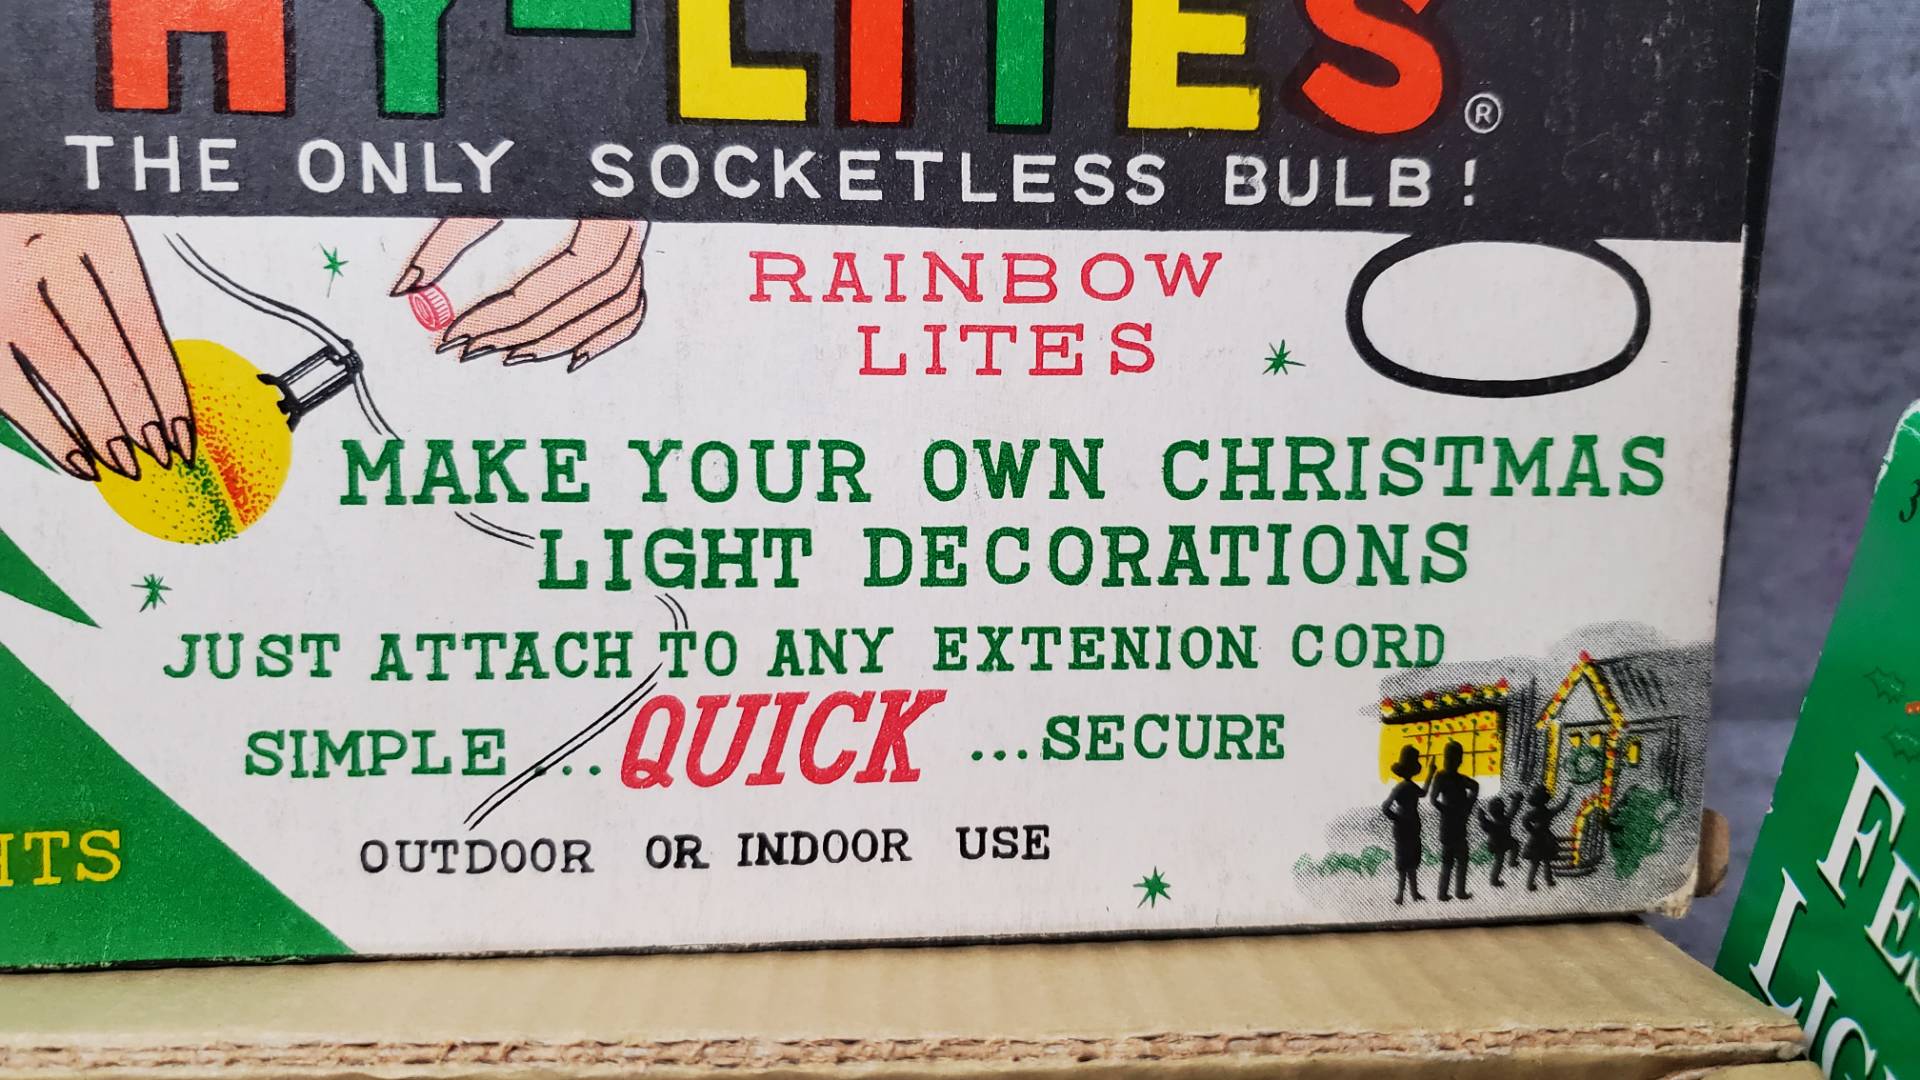 HY-LITES®
THE ONLY SOCKETLESS BULB!
RAINBOW
LITES
MAKE YOUR OWN CHRISTMAS
LIGHT DECORATIONS
JUST ATTACH TO ANY EXTENION CORD
SIMPLE ... QUICK ...SECURE
OUTDOOR OR INDOOR USE